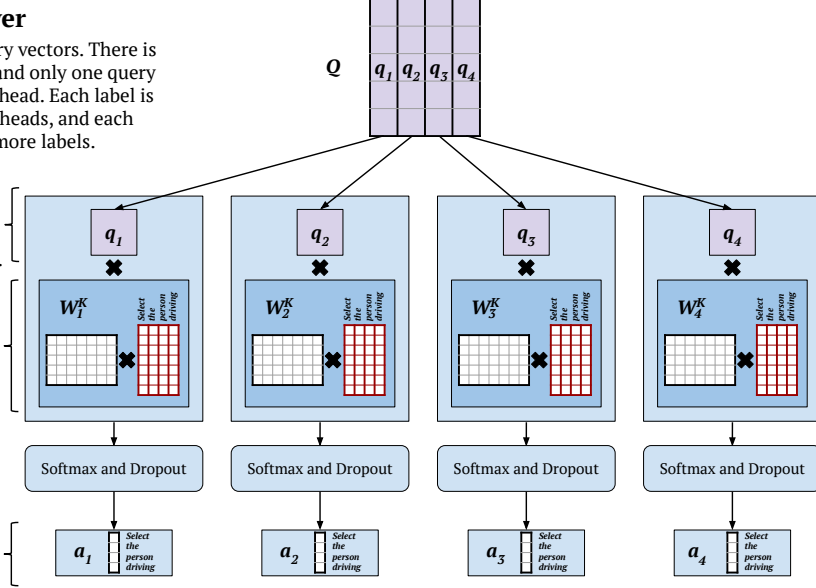 ry vectors. There is
and only one query
head. Each label is
heads, and each
more labels.
Q
q1 q2 q3 q4
q1 q2 q3 q4
W1K Select the person driving
W2K Select the person driving
W3K Select the person driving
W4K Select the person driving
Softmax and Dropout Softmax and Dropout Softmax and Dropout Softmax and Dropout
a1 Select the person driving
a2 Select the person driving
a3 Select the person driving
a4 Select the person driving